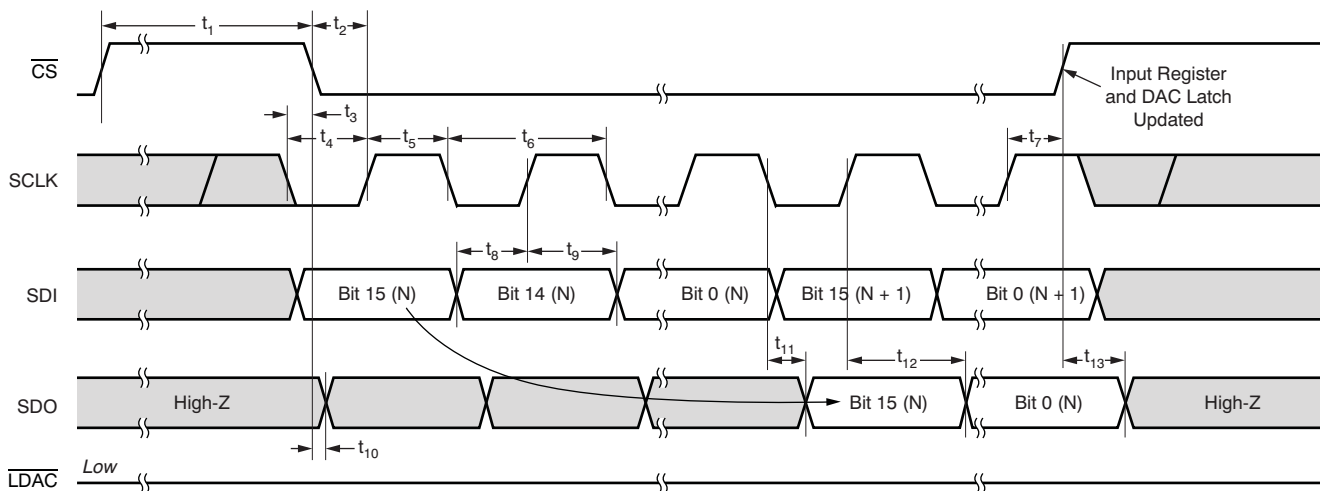 t1
t2
CS
Input Register
and DAC Latch
Updated
t3
t4
t5
t6
t7
SCLK
t8
t9
SDI
Bit 15 (N)
Bit 14 (N)
Bit 0 (N)
Bit 15 (N + 1)
Bit 0 (N + 1)
t11
t12
t13
SDO
High-Z
Bit 15 (N)
Bit 0 (N)
High-Z
t10
Low
LDAC